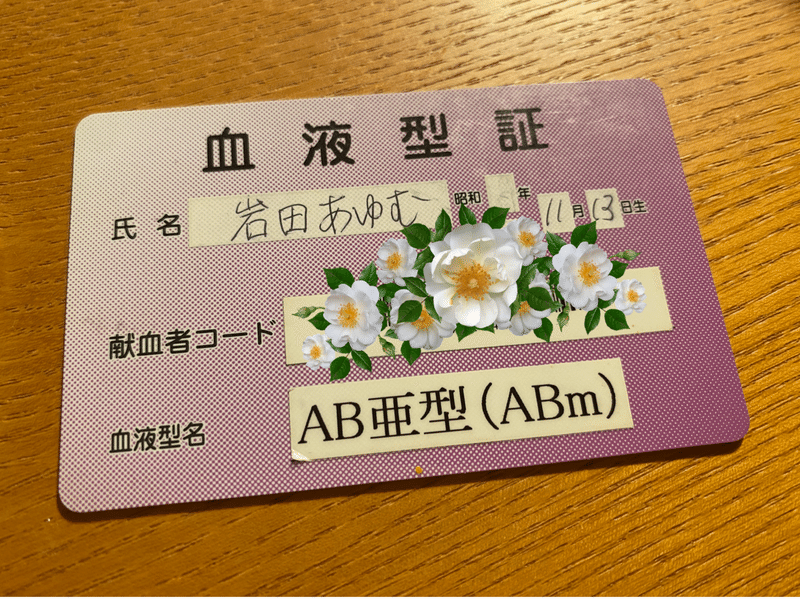 血液型証
氏名 岩田あゆむ 昭和 年 11月13日生
献血者コード
血液型名 AB亜型(ABm)